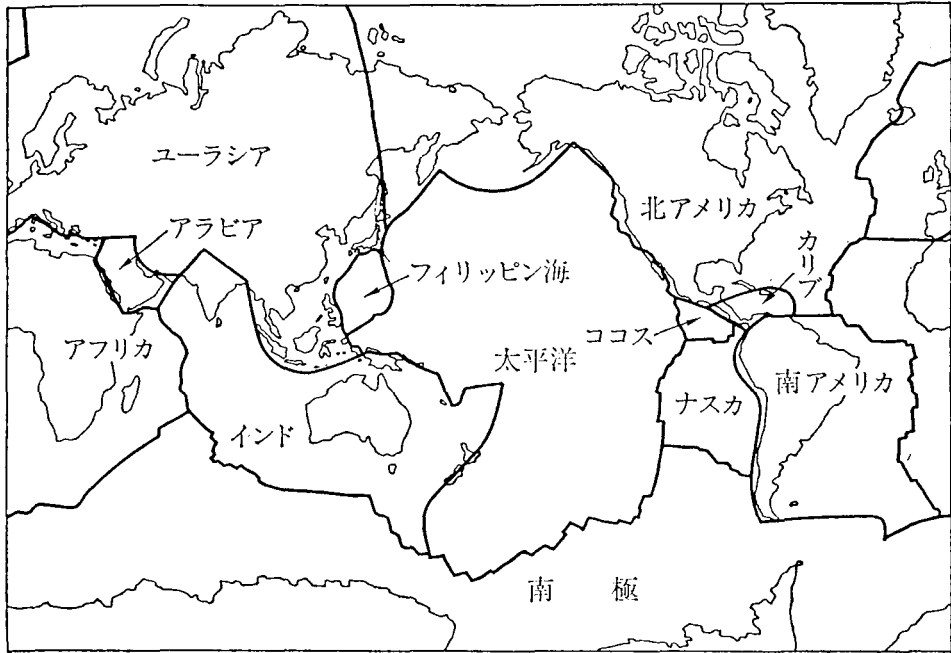 ユーラシア
アラビア
北アメリカ
カリブ
フィリッピン海
ココス
アフリカ
太平洋
南アメリカ
ナスカ
インド
南 極